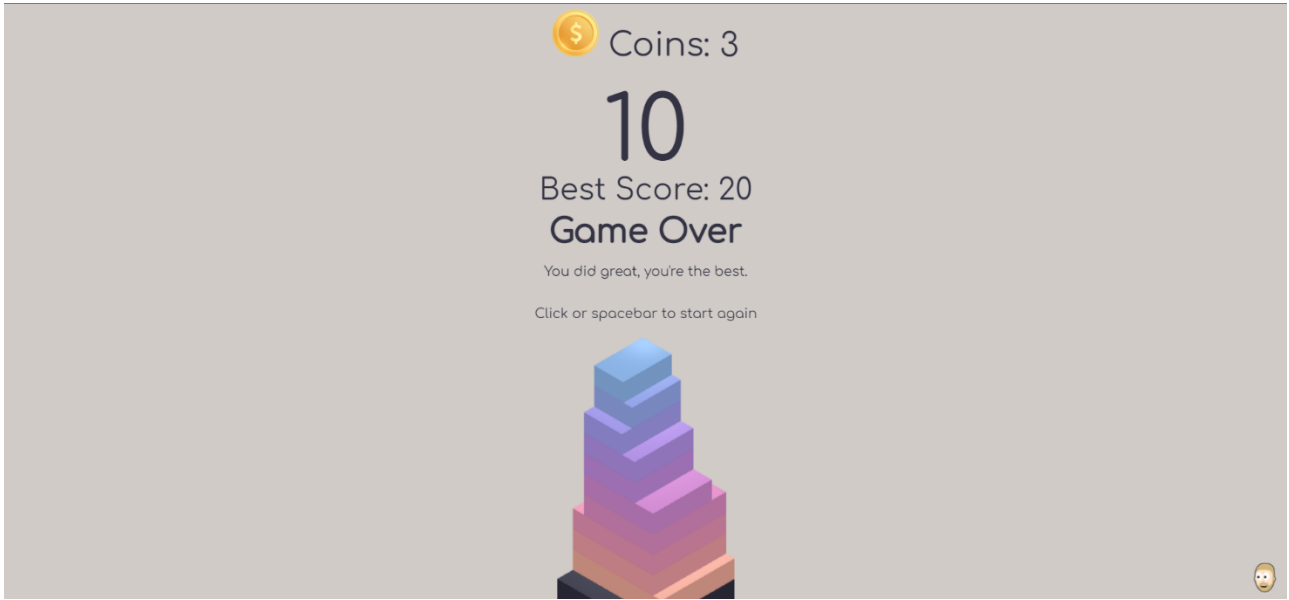 $ Coins: 3
10
Best Score: 20
Game Over
You did great, you're the best.
Click or spacebar to start again